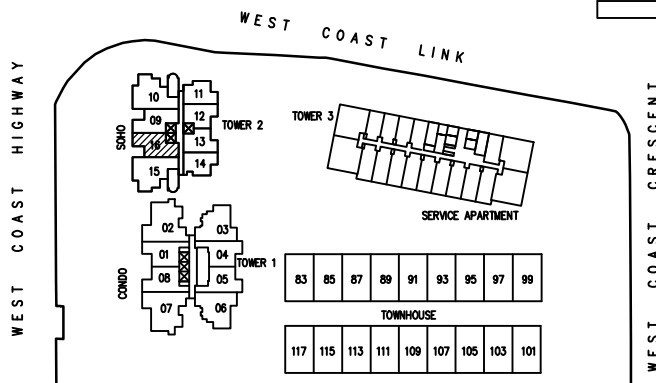 WEST COAST LINK
WEST COAST HIGHWAY
WEST COAST CRESCENT
SOHO
10
09
16
15
11
12
13
14
TOWER 2
TOWER 3
SERVICE APARTMENT
CONDO
02
01
08
07
03
04
05
06
TOWER 1
83 85 87 89 91 93 95 97 99
TOWNHOUSE
117 115 113 111 109 107 105 103 101